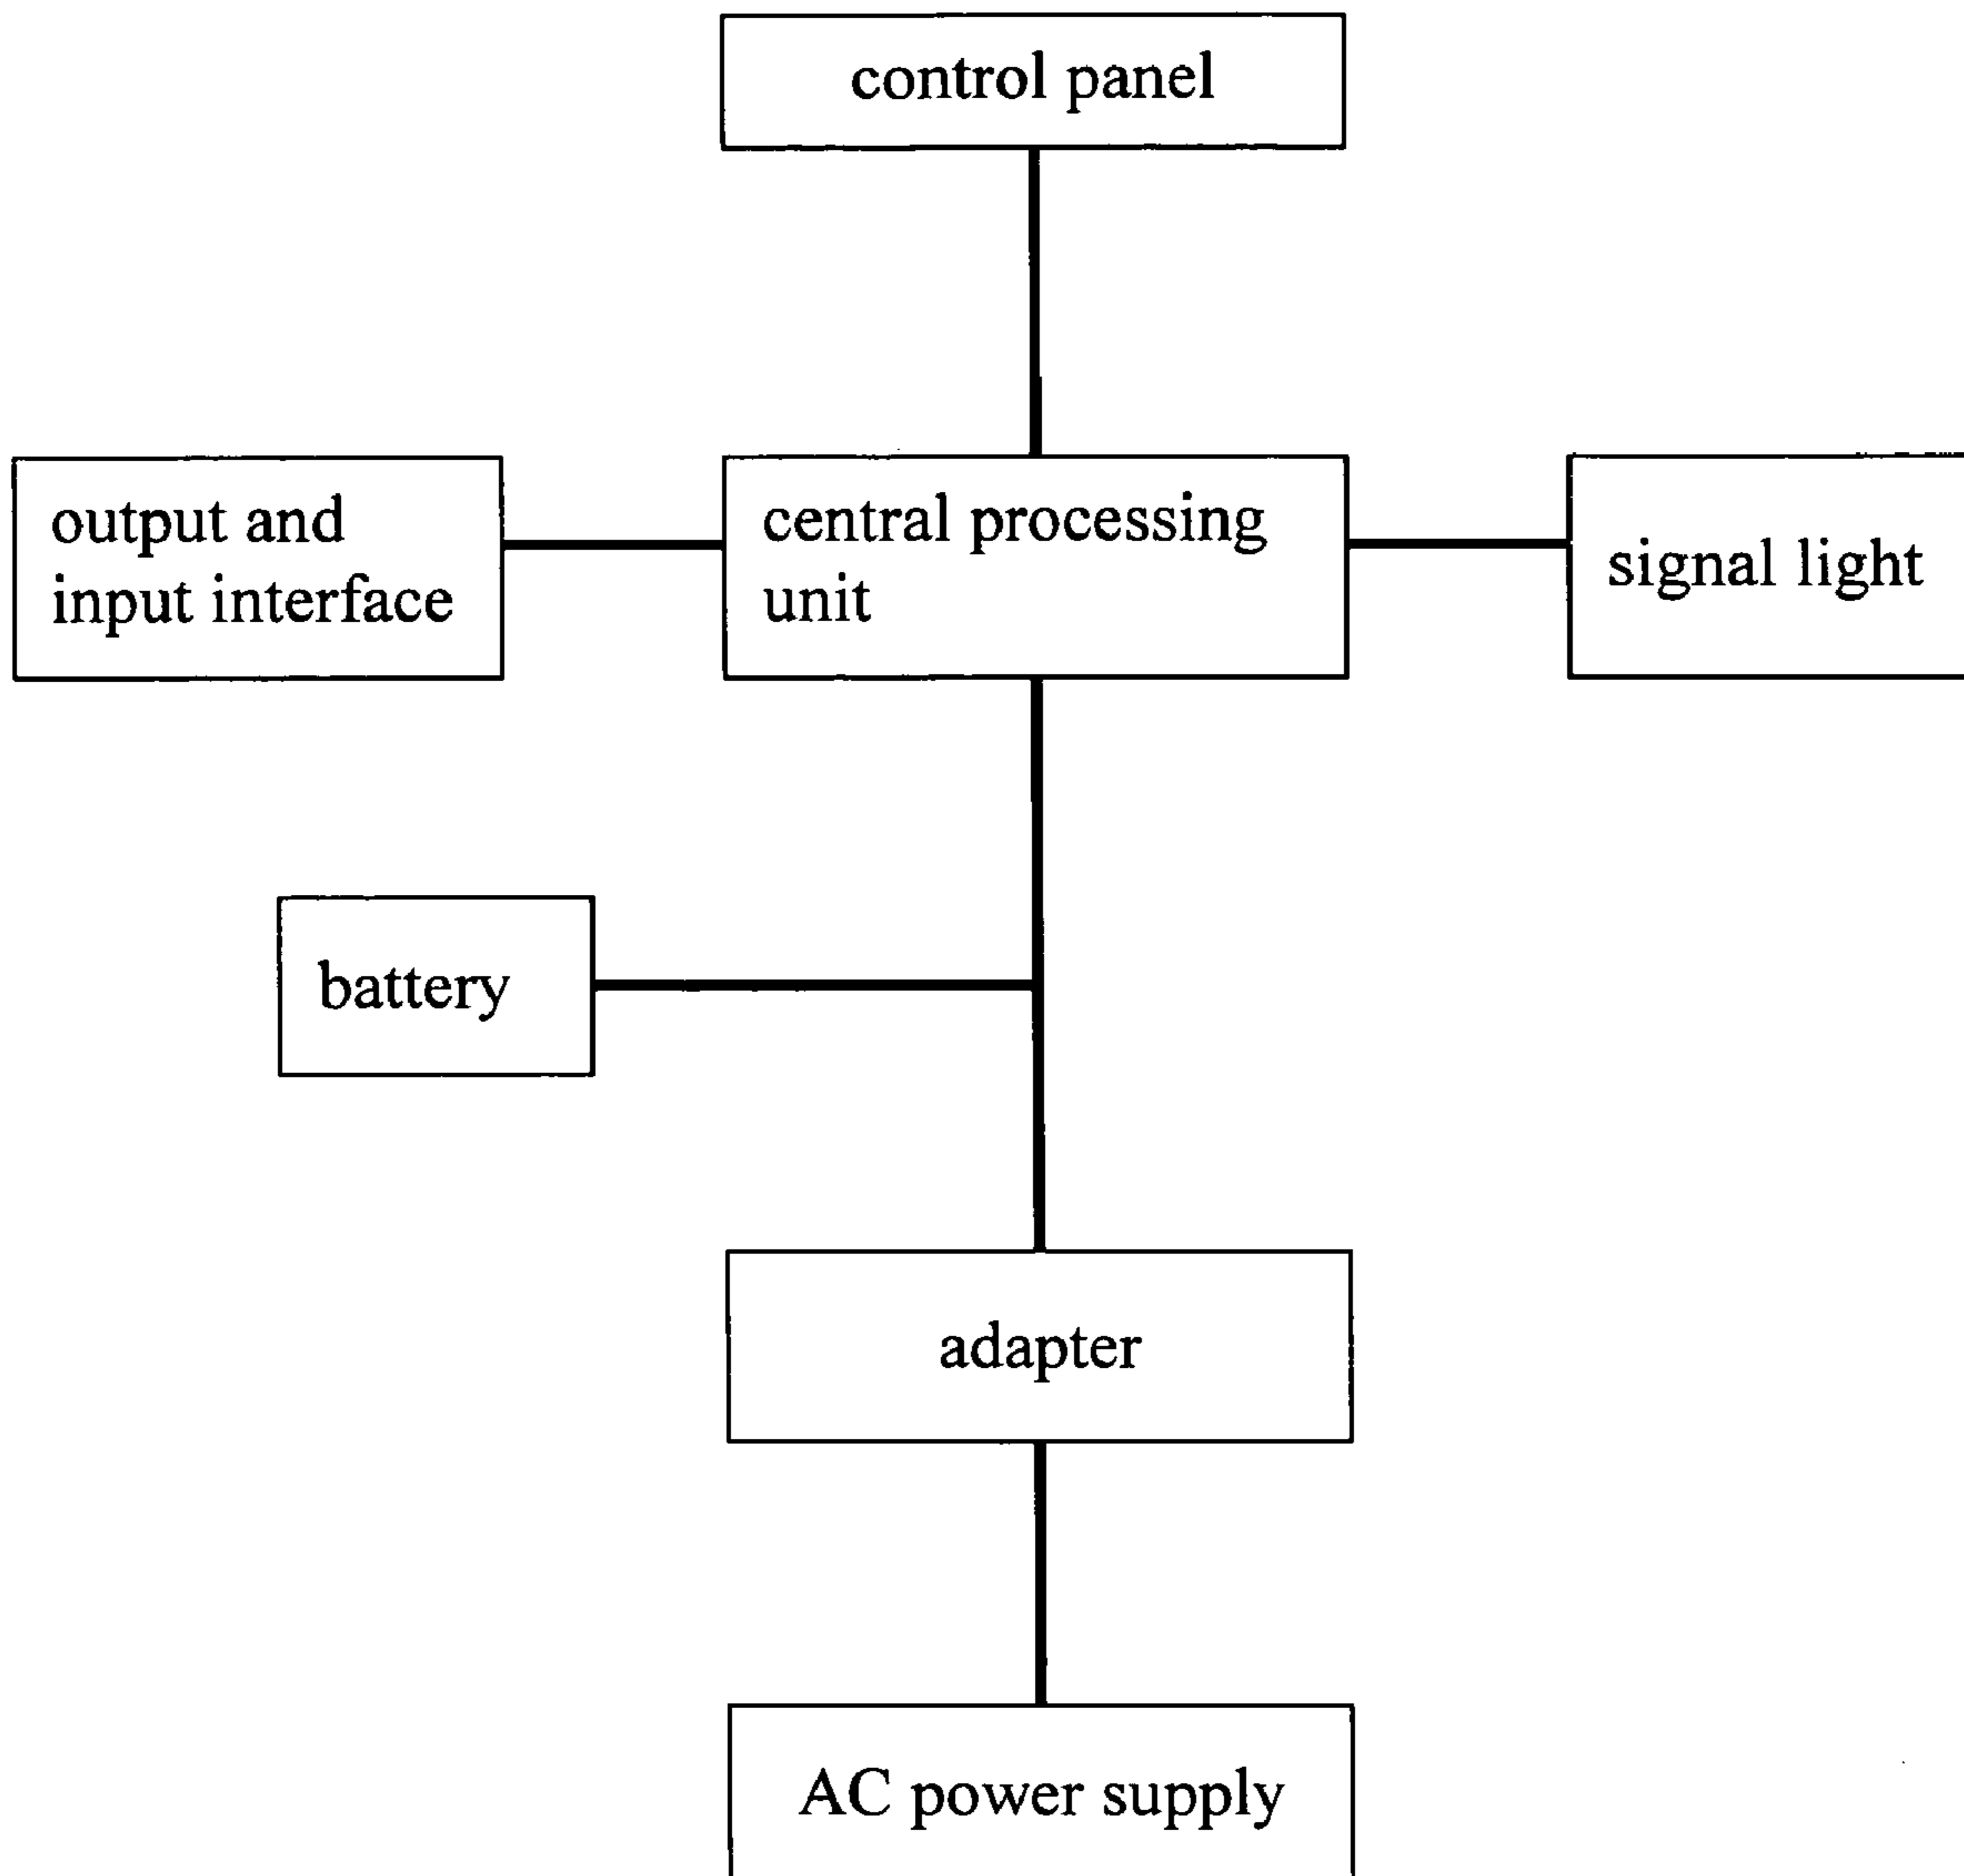 control panel
output and
input interface
central processing
unit
signal light
battery
adapter
AC power supply